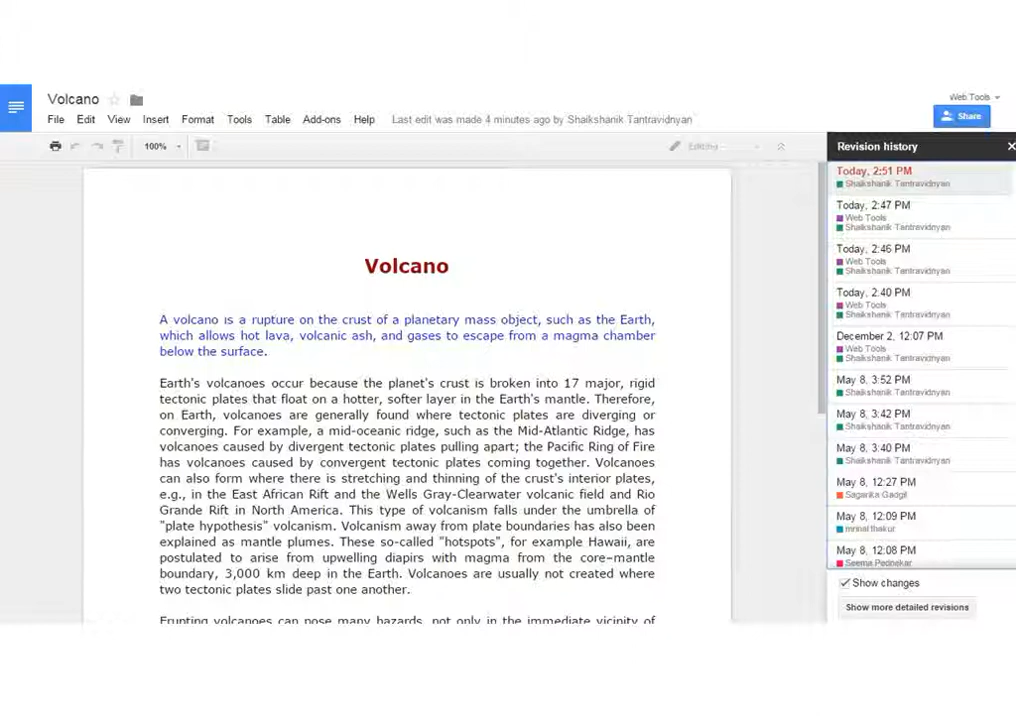 Volcano
Web Tools
File Edit View Insert Format Tools Table Add-ons Help Last edit was made 4 minutes ago by Shaikshanik Tantravidnyan
Share
100%
Editing
Revision history
Volcano
A volcano is a rupture on the crust of a planetary mass object, such as the Earth,
which allows hot lava, volcanic ash, and gases to escape from a magma chamber
below the surface.
Earth's volcanoes occur because the planet's crust is broken into 17 major, rigid
tectonic plates that float on a hotter, softer layer in the Earth's mantle. Therefore,
on Earth, volcanoes are generally found where tectonic plates are diverging or
converging. For example, a mid-oceanic ridge, such as the Mid-Atlantic Ridge, has
volcanoes caused by divergent tectonic plates pulling apart; the Pacific Ring of Fire
has volcanoes caused by convergent tectonic plates coming together. Volcanoes
can also form where there is stretching and thinning of the crust's interior plates,
e.g., in the East African Rift and the Wells Gray-Clearwater volcanic field and Rio
Grande Rift in North America. This type of volcanism falls under the umbrella of
"plate hypothesis" volcanism. Volcanism away from plate boundaries has also been
explained as mantle plumes. These so-called "hotspots", for example Hawaii, are
postulated to arise from upwelling diapirs with magma from the core–mantle
boundary, 3,000 km deep in the Earth. Volcanoes are usually not created where
two tectonic plates slide past one another.
Erupting volcanoes can pose many hazards, not only in the immediate vicinity of
Today, 2:51 PM
Shaikshanik Tantravidnyan
Today, 2:47 PM
Web Tools
Shaikshanik Tantravidnyan
Today, 2:46 PM
Web Tools
Shaikshanik Tantravidnyan
Today, 2:40 PM
Web Tools
Shaikshanik Tantravidnyan
December 2, 12:07 PM
Web Tools
Shaikshanik Tantravidnyan
May 8, 3:52 PM
Shaikshanik Tantravidnyan
May 8, 3:42 PM
Shaikshanik Tantravidnyan
May 8, 3:40 PM
Shaikshanik Tantravidnyan
May 8, 12:27 PM
Sagarika Gadgil
May 8, 12:09 PM
mrinal thakur
May 8, 12:08 PM
Seema Pednekar
Show changes
Show more detailed revisions